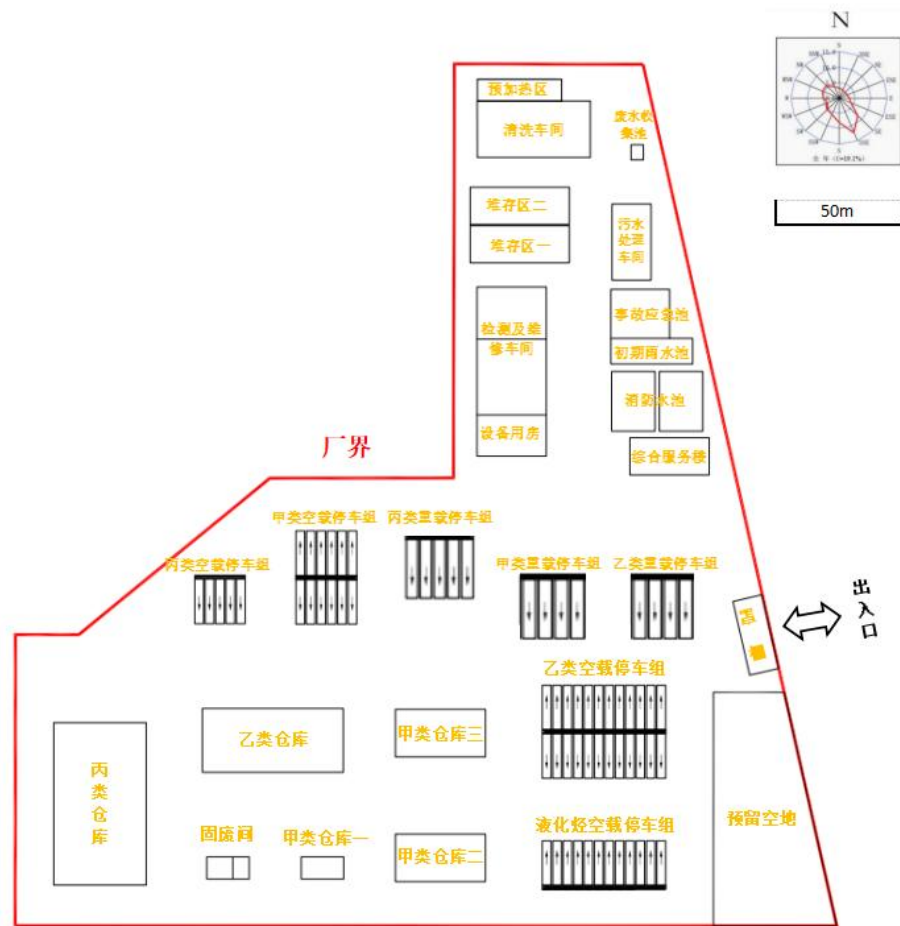 N
预加热区
清洗车间
废水收
集池
50m
堆存区二
堆存区一
污水
处理
车间
检测及维
修车间
事故应急池
初期雨水池
消防水池
设备用房
综合服务楼
厂界
甲类空载停车组
丙类重载停车组
丙类空载停车组
甲类重载停车组
乙类重载停车组
出入口
乙类空载停车组
乙类仓库
甲类仓库三
丙类仓库
固废间
甲类仓库一
甲类仓库二
液化烃空载停车组
预留空地